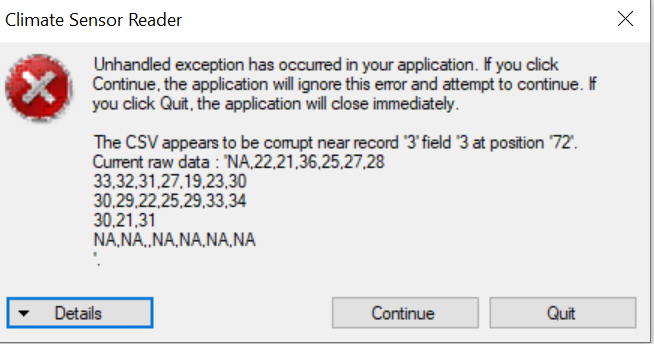 Climate Sensor Reader
Unhandled exception has occurred in your application. If you click
Continue, the application will ignore this error and attempt to continue. If
you click Quit, the application will close immediately.
The CSV appears to be corrupt near record '3' field '3 at position '72'.
Current raw data : 'NA,22,21,36,25,27,28
33,32,31,27,19,23,30
30,29,22,25,29,33,34
30,21,31
NA,NA,,NA,NA,NA,NA
'.
Details
Continue
Quit